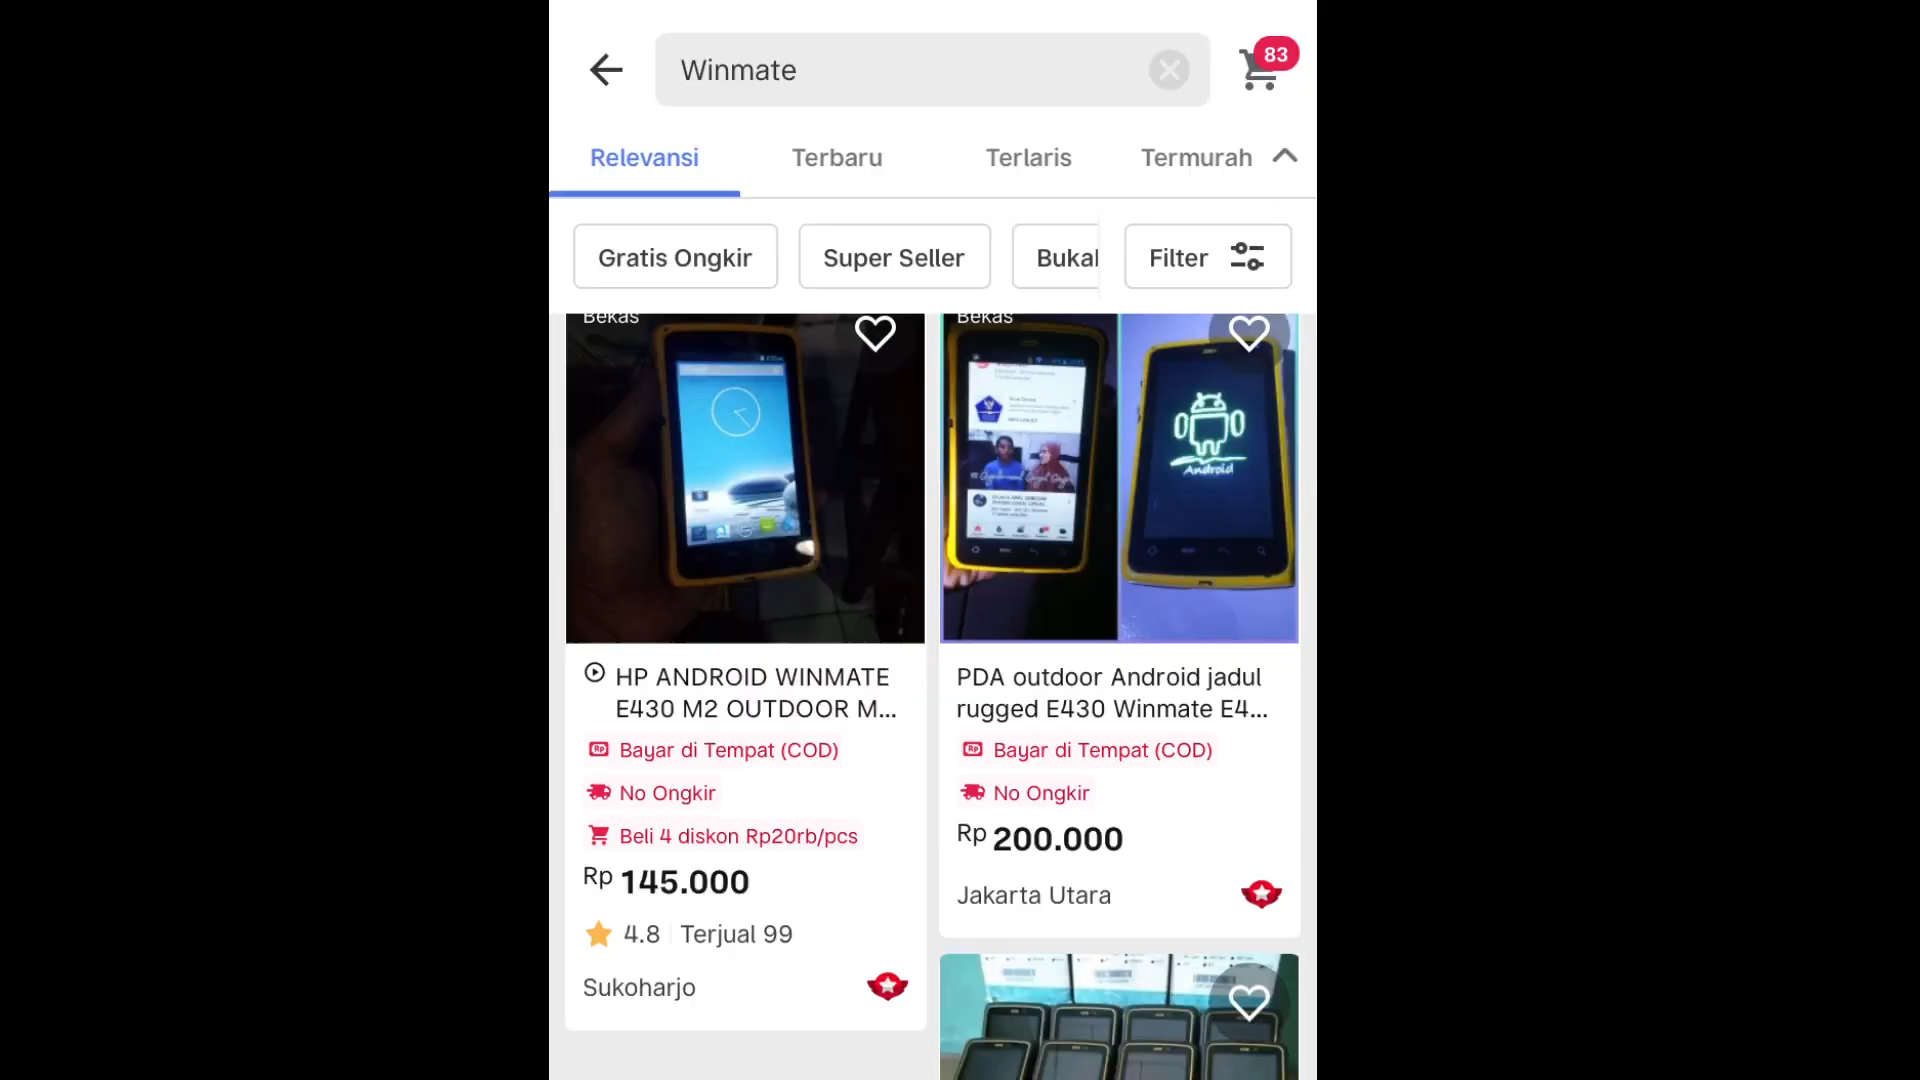 Winmate
83
Relevansi
Terbaru
Terlaris
Termurah
Gratis Ongkir
Super Seller
Filter
Bekas
Bekas
Android
HP ANDROID WINMATE
E430 M2 OUTDOOR M...
Bayar di Tempat (COD)
No Ongkir
Beli 4 diskon Rp20rb/pcs
Rp 145.000
4.8 Terjual 99
Sukoharjo
PDA outdoor Android jadul
rugged E430 Winmate E4...
Bayar di Tempat (COD)
No Ongkir
Rp 200.000
Jakarta Utara